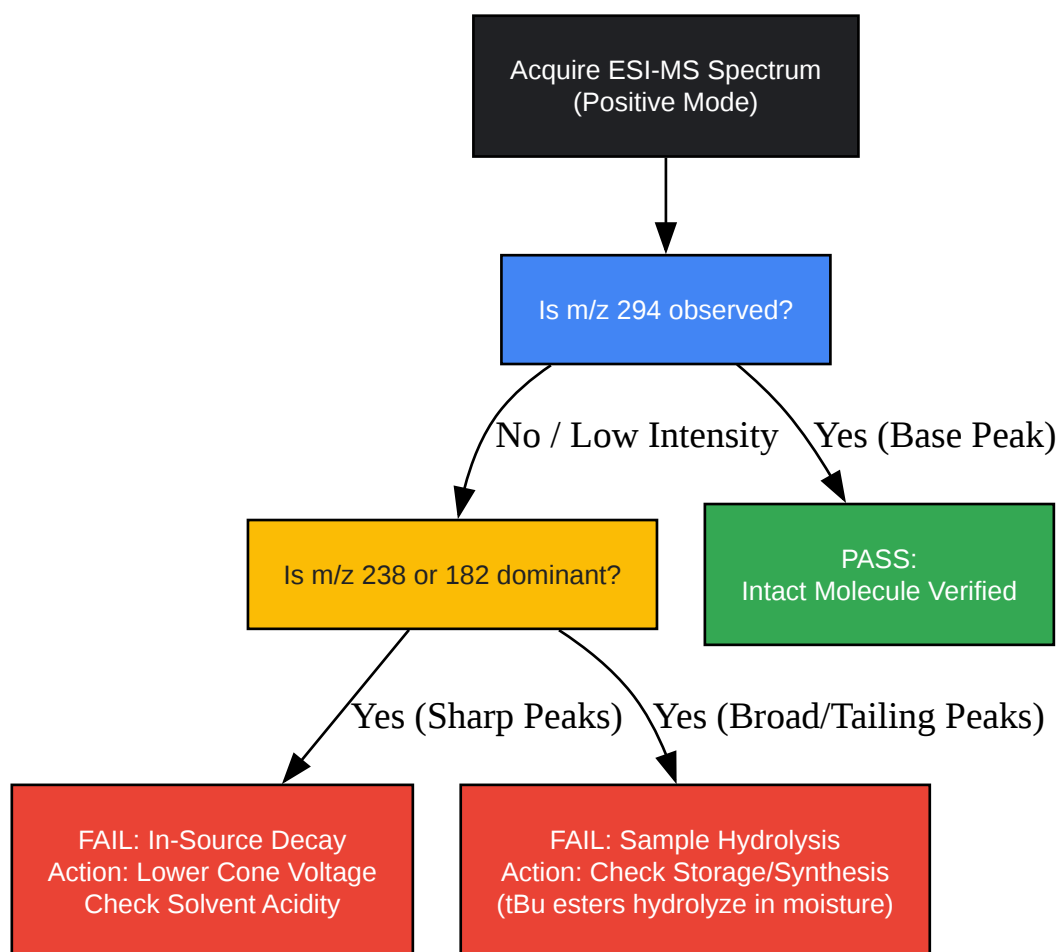 Acquire ESI-MS Spectrum
(Positive Mode)
Is m/z 294 observed?
No / Low Intensity
Yes (Base Peak)
Is m/z 238 or 182 dominant?
PASS:
Intact Molecule Verified
Yes (Sharp Peaks)
Yes (Broad/Tailing Peaks)
FAIL: In-Source Decay
Action: Lower Cone Voltage
Check Solvent Acidity
FAIL: Sample Hydrolysis
Action: Check Storage/Synthesis
(tBu esters hydrolyze in moisture)